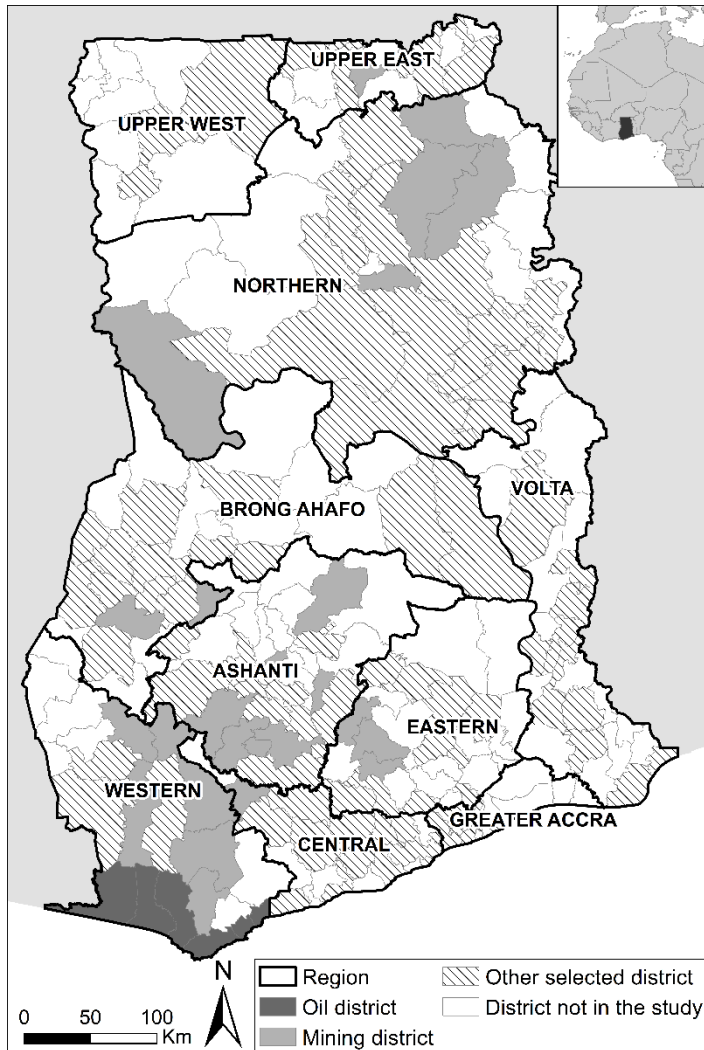 UPPER EAST
UPPER WEST
NORTHERN
BRONG AHAFO
VOLTA
ASHANTI
EASTERN
WESTERN
GREATER ACCRA
CENTRAL
N
0 50 100
Km
Region
Oil district
Mining district
Other selected district
District not in the study